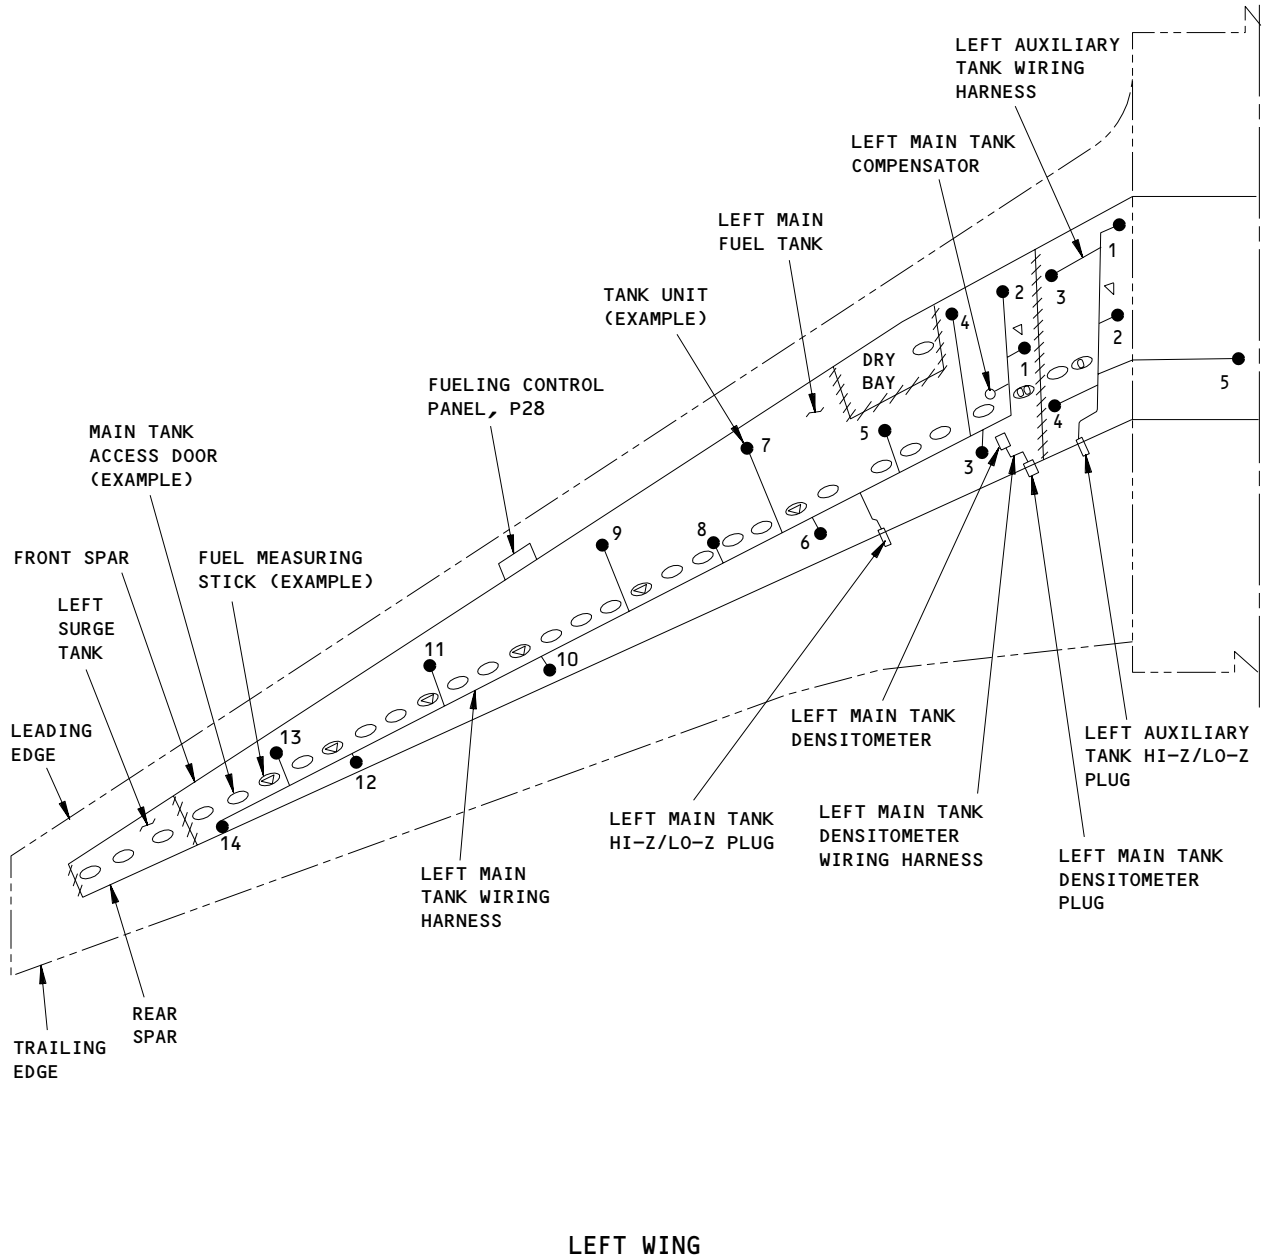 LEFT AUXILIARY
TANK WIRING
HARNESS
LEFT MAIN TANK
COMPENSATOR
LEFT MAIN
FUEL TANK
TANK UNIT
(EXAMPLE)
FUELING CONTROL
PANEL, P28
MAIN TANK
ACCESS DOOR
(EXAMPLE)
FRONT SPAR
FUEL MEASURING
STICK (EXAMPLE)
LEFT
SURGE
TANK
LEADING
EDGE
DRY
BAY
1
2
3
4
5
1
2
3
4
5
6
7
8
9
10
11
12
13
14
LEFT MAIN TANK
DENSITOMETER
LEFT AUXILIARY
TANK HI-Z/LO-Z
PLUG
LEFT MAIN TANK
HI-Z/LO-Z PLUG
LEFT MAIN TANK
DENSITOMETER
WIRING HARNESS
LEFT MAIN TANK
DENSITOMETER
PLUG
LEFT MAIN
TANK WIRING
HARNESS
REAR
SPAR
TRAILING
EDGE
LEFT WING